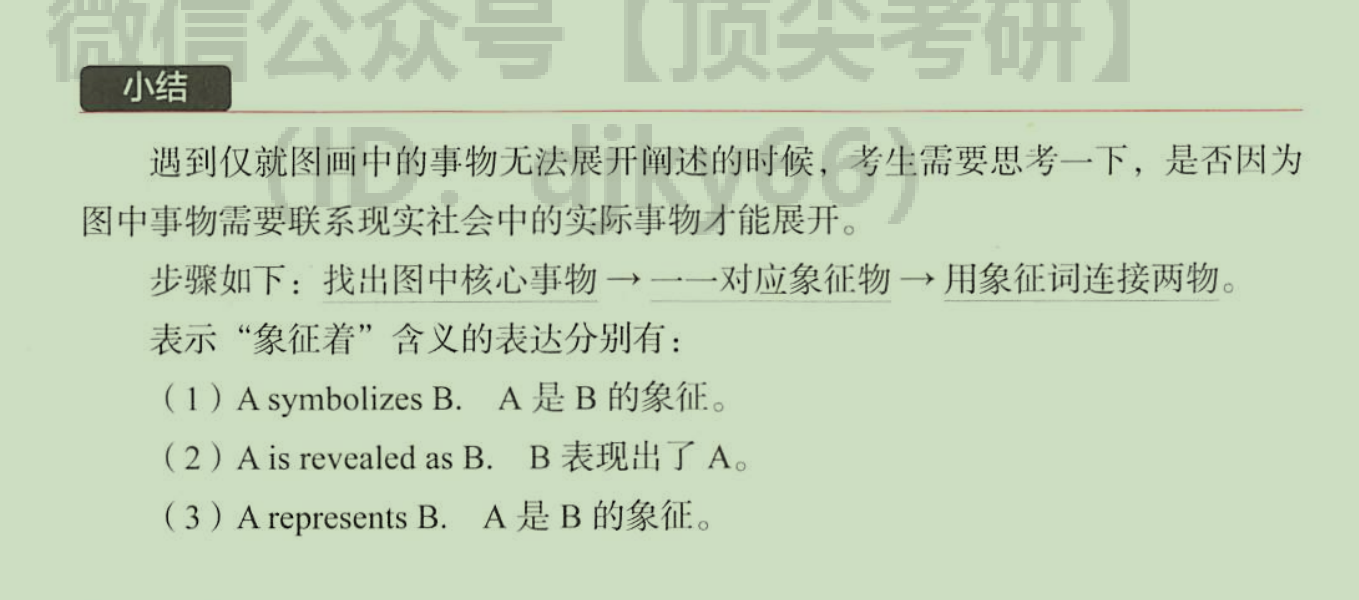 微信公众号【顶尖考研】
小结
(ID: djky66)
遇到仅就图画中的事物无法展开阐述的时候，考生需要思考一下，是否因为
图中事物需要联系现实社会中的实际事物才能展开。
步骤如下：找出图中核心事物→一一对应象征物→用象征词连接两物。
表示“象征着”含义的表达分别有：
（1）A symbolizes B. A 是 B 的象征。
（2）A is revealed as B. B 表现出了 A。
（3）A represents B. A 是 B 的象征。